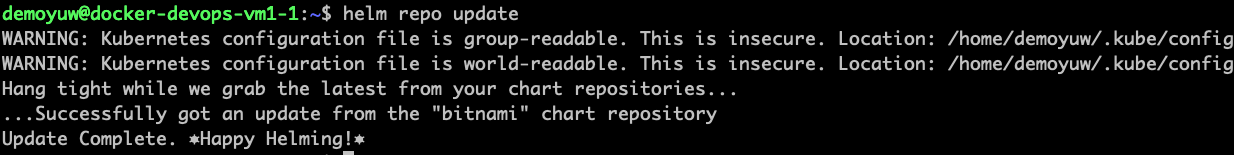 demoyuw@docker-devops-vm1-1:~$ helm repo update
WARNING: Kubernetes configuration file is group-readable. This is insecure. Location: /home/demoyuw/.kube/config
WARNING: Kubernetes configuration file is world-readable. This is insecure. Location: /home/demoyuw/.kube/config
Hang tight while we grab the latest from your chart repositories...
...Successfully got an update from the "bitnami" chart repository
Update Complete. ⎈Happy Helming!⎈